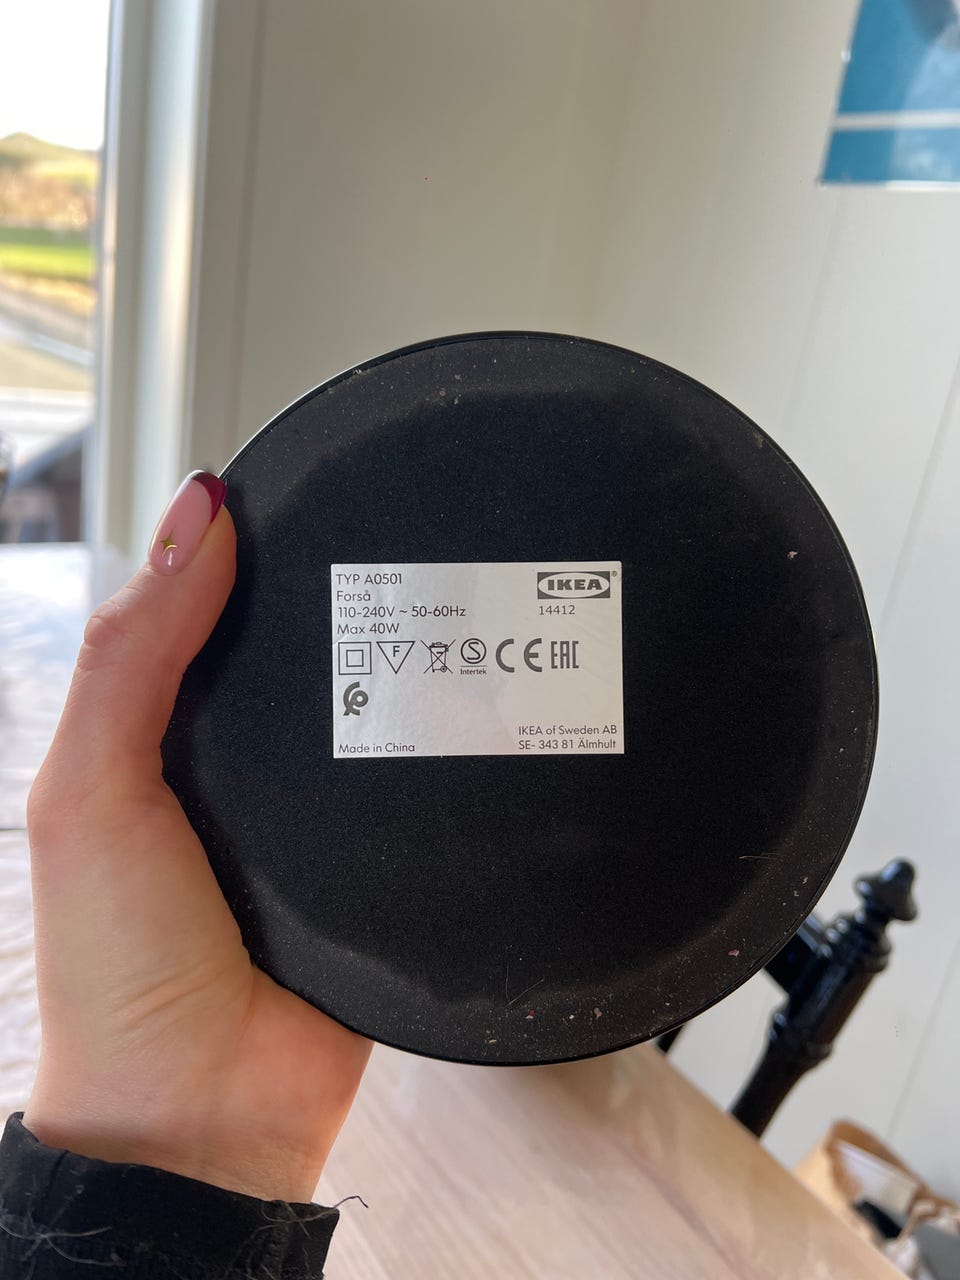 TYP A0501
Forså
110-240V ~ 50-60Hz
Max 40W
IKEA®
14412
F
S
Intertek
CE EAC
Made in China
IKEA of Sweden AB
SE- 343 81 Älmhult